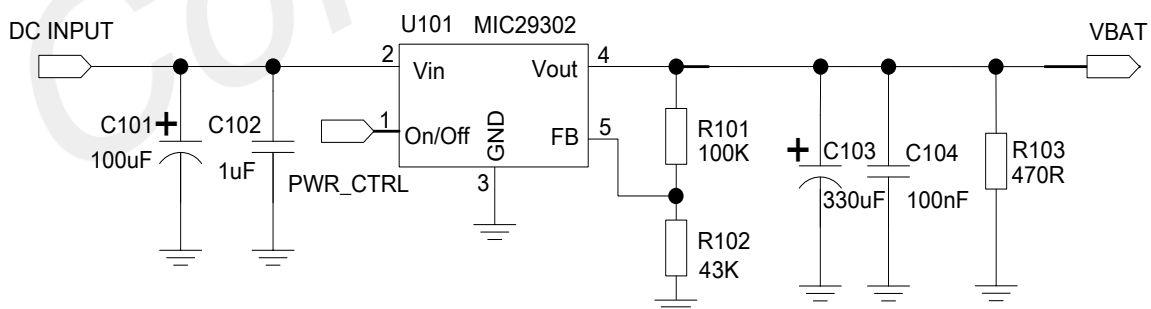 U101 MIC29302
DC INPUT
VBAT
2
Vin
Vout
4
C101
100uF
+
C102
1uF
1
On/Off
GND
FB
5
PWR_CTRL
3
R101
100K
R102
43K
+
C103
330uF
C104
100nF
R103
470R